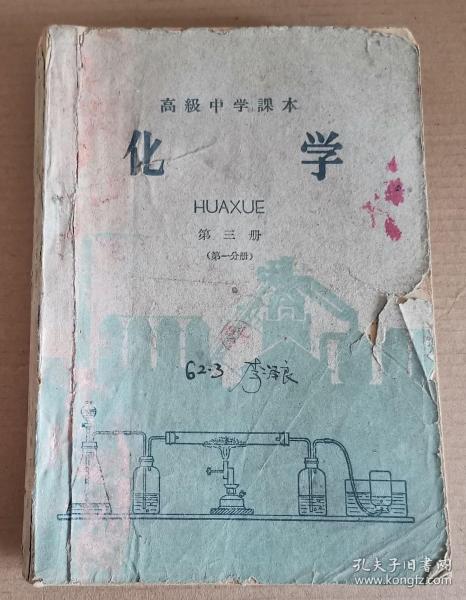 高級中学課本
化学
HUAXUE
第三册
(第一分册)
62.3 李泽良
孔夫子旧书网
www.kongfz.com